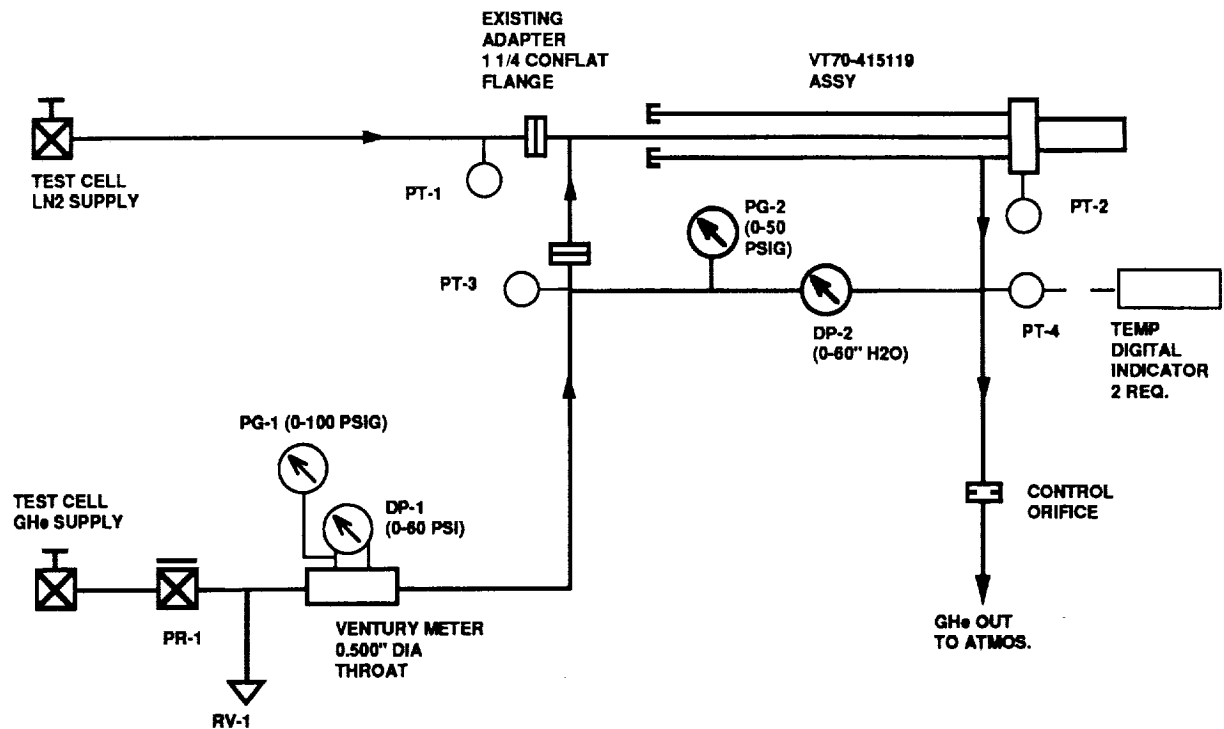 EXISTING
ADAPTER
1 1/4 CONFLAT
FLANGE
VT70-415119
ASSY
TEST CELL
LN2 SUPPLY
PT-1
PG-2
(0-50
PSIG)
PT-2
PT-3
DP-2
(0-60" H2O)
PT-4
TEMP
DIGITAL
INDICATOR
2 REQ.
PG-1 (0-100 PSIG)
DP-1
(0-60 PSI)
TEST CELL
GHe SUPPLY
CONTROL
ORIFICE
PR-1
VENTURY METER
0.500" DIA
THROAT
GHe OUT
TO ATMOS.
RV-1